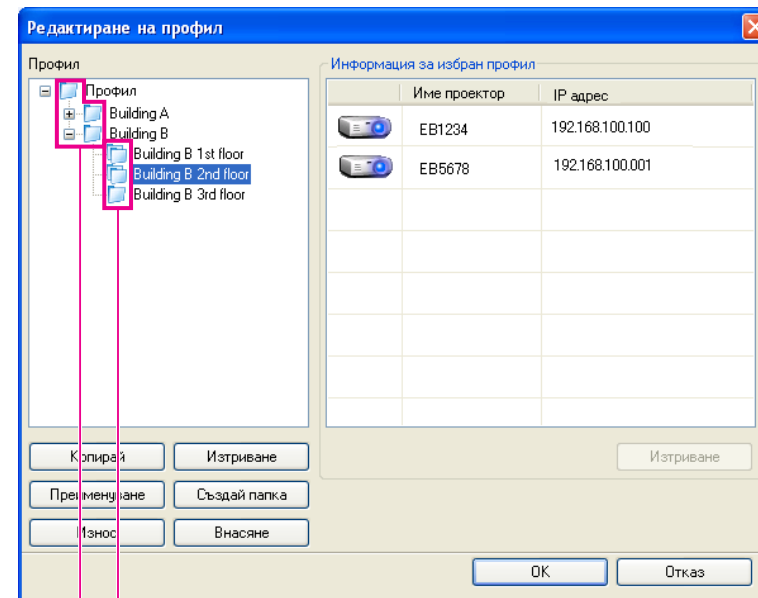 Редактиране на профил
Профил
Информация за избран профил
Профил
Building A
Building B
Building B 1st floor
Building B 2nd floor
Building B 3rd floor
Име проектор IP адрес
EB1234 192.168.100.100
EB5678 192.168.100.001
Копирай Изтриване
Преименуване Създай папка
Износ Внасяне
Изтриване
OK Отказ